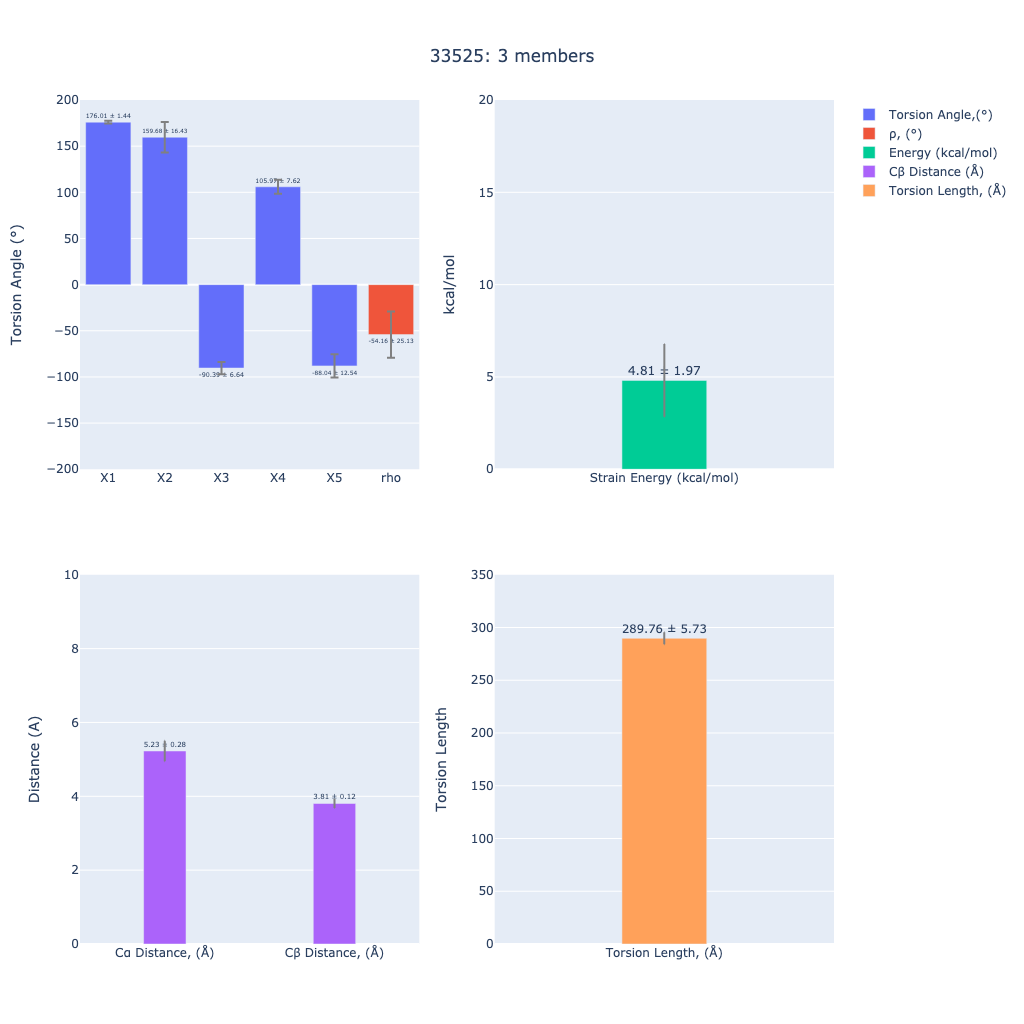 33525: 3 members
Torsion Angle (°)
200
150
100
50
0
−50
−100
−150
−200
176.01 ± 1.44
159.68 ± 16.43
-90.39 ± 6.64
105.97 ± 7.62
-88.04 ± 12.54
-54.16 ± 25.13
X1 X2 X3 X4 X5 rho
kcal/mol
20
15
10
5
0
4.81 ± 1.97
Strain Energy (kcal/mol)
Torsion Angle,(°)
ρ, (°)
Energy (kcal/mol)
Cβ Distance (Å)
Torsion Length, (Å)
Distance (A)
10
8
6
4
2
0
5.23 ± 0.28
3.81 ± 0.12
Cα Distance, (Å) Cβ Distance, (Å)
Torsion Length
350
300
250
200
150
100
50
0
289.76 ± 5.73
Torsion Length, (Å)